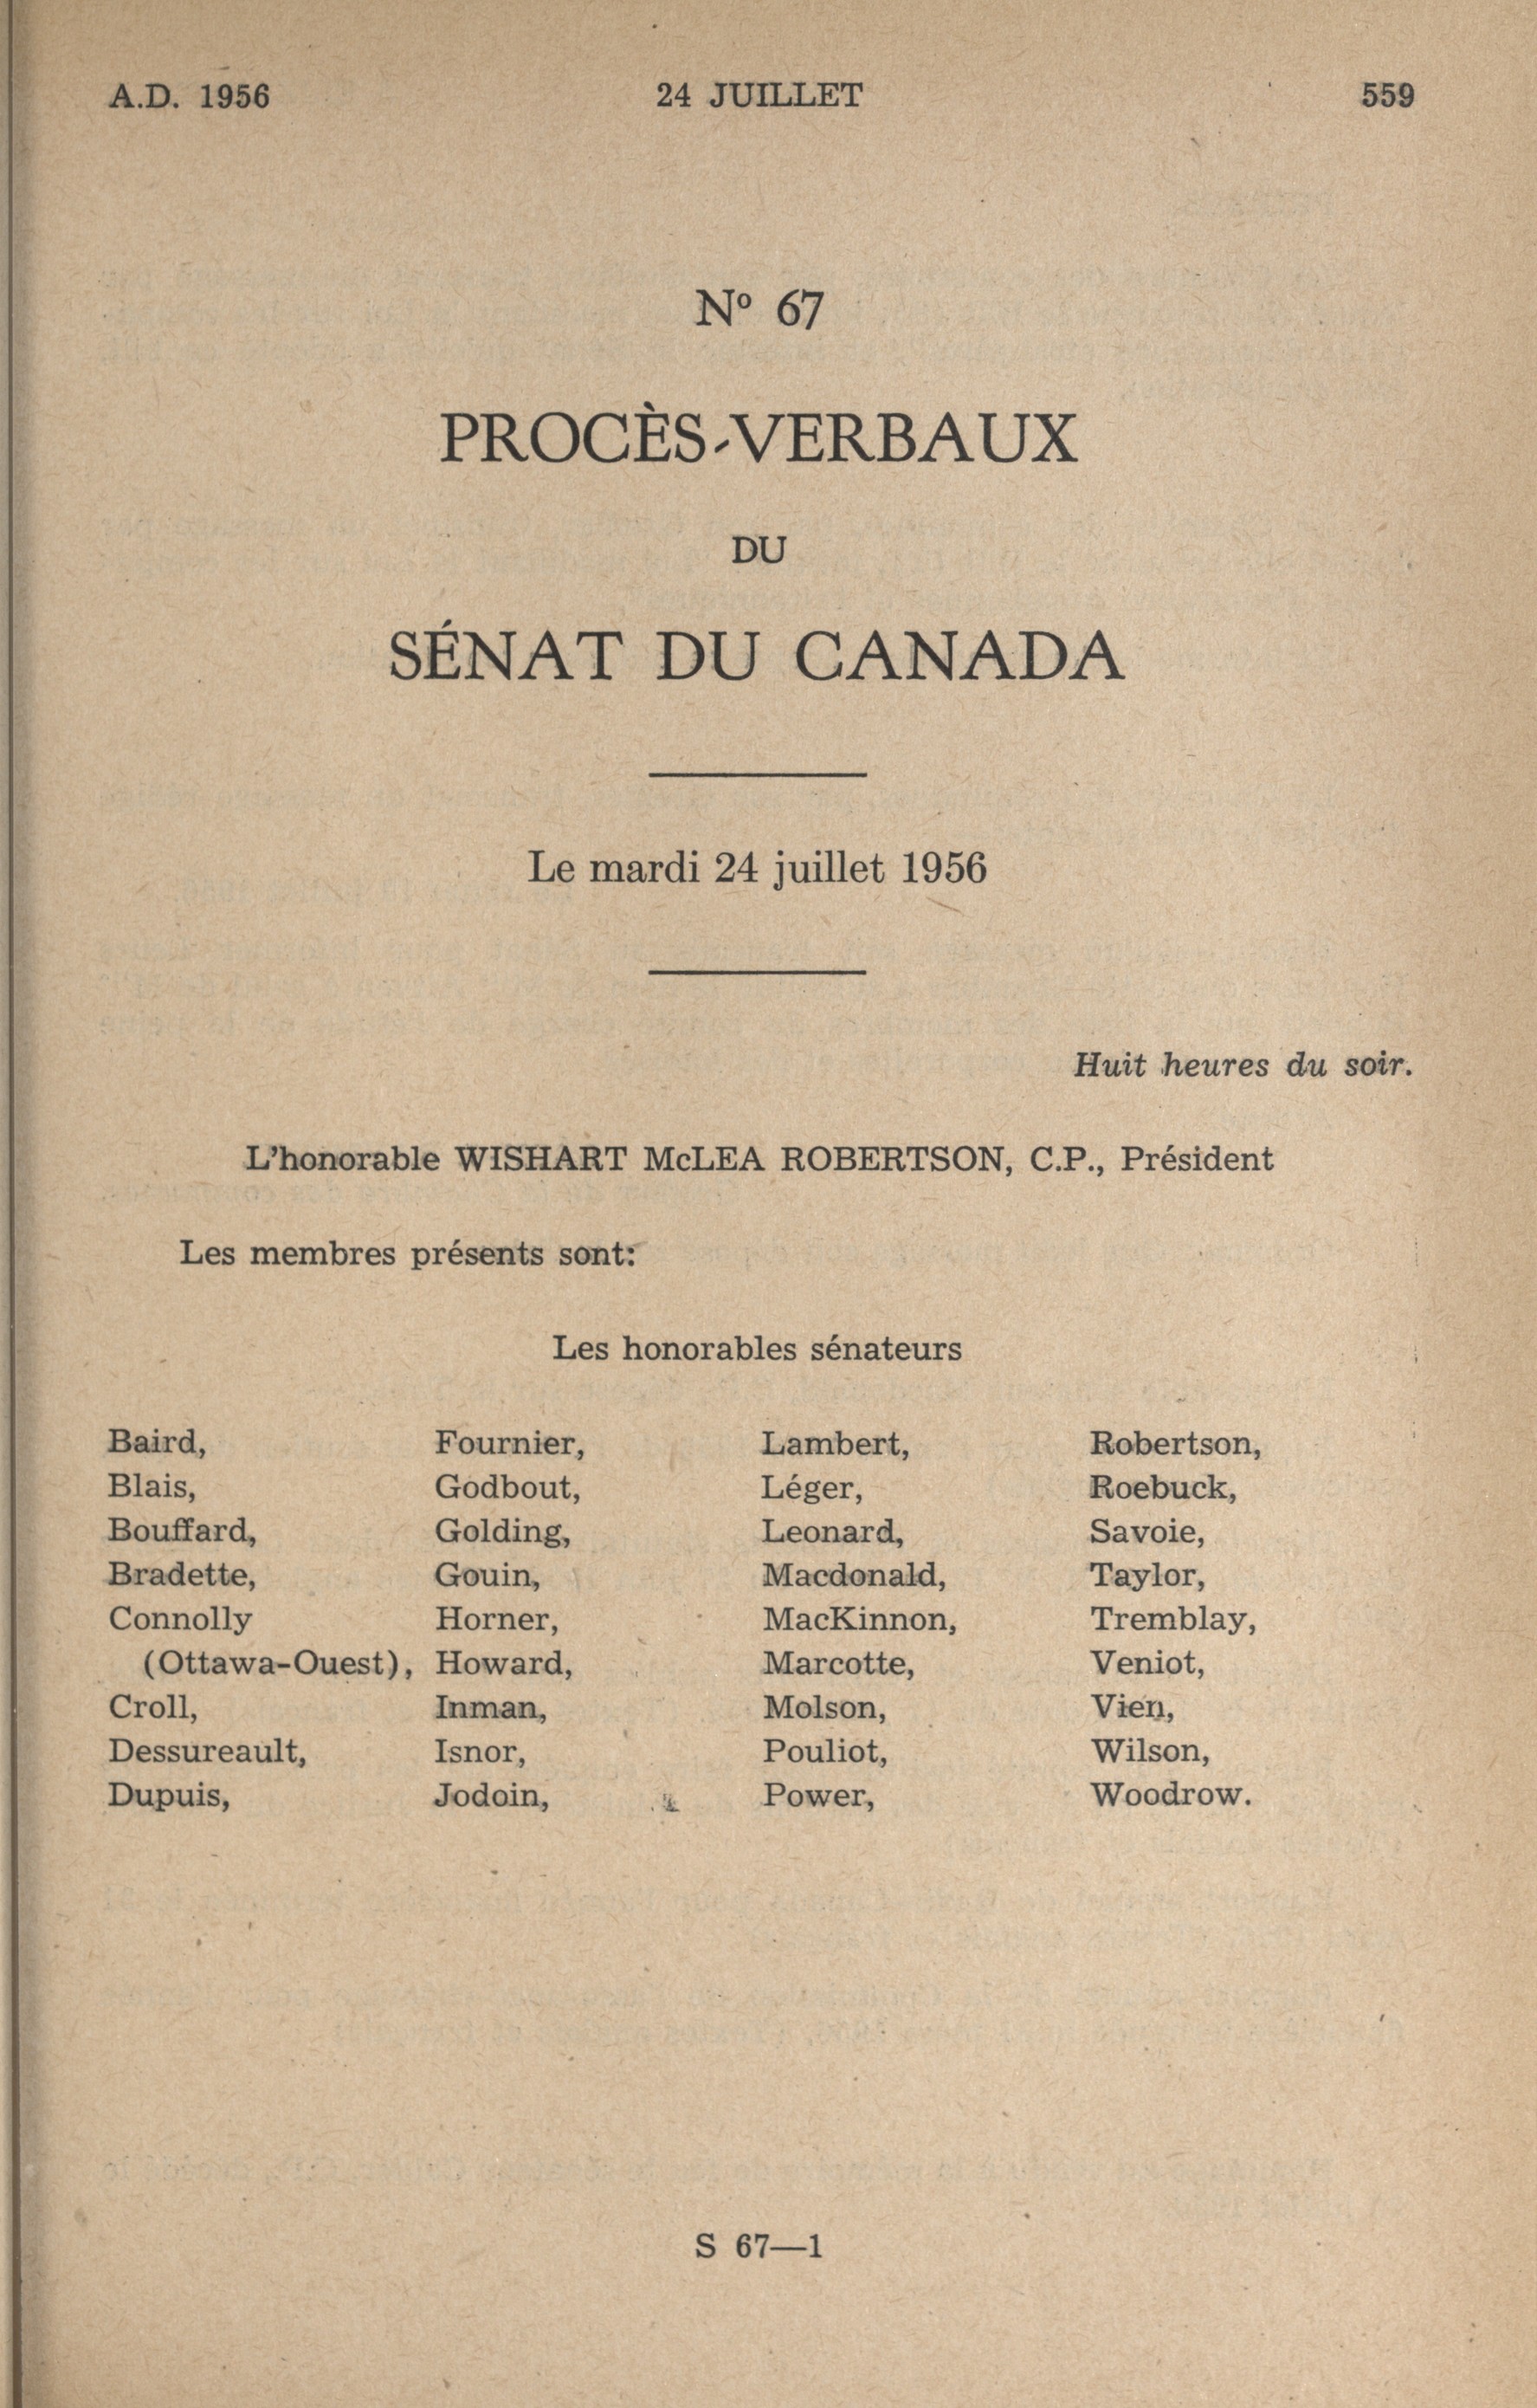 A.D. 1956 24 JUILLET 559
Nº 67
PROCÈS-VERBAUX
DU
SÉNAT DU CANADA
Le mardi 24 juillet 1956
Huit heures du soir.
L'honorable WISHART McLEA ROBERTSON, C.P., Président
Les membres présents sont:
Les honorables sénateurs
Baird,
Blais,
Bouffard,
Bradette,
Connolly
(Ottawa-Ouest),
Croll,
Dessureault,
Dupuis,
Fournier,
Godbout,
Golding,
Gouin,
Horner,
Howard,
Inman,
Isnor,
Jodoin,
Lambert,
Léger,
Leonard,
Macdonald,
MacKinnon,
Marcotte,
Molson,
Pouliot,
Power,
Robertson,
Roebuck,
Savoie,
Taylor,
Tremblay,
Veniot,
Vien,
Wilson,
Woodrow.
S 67—1